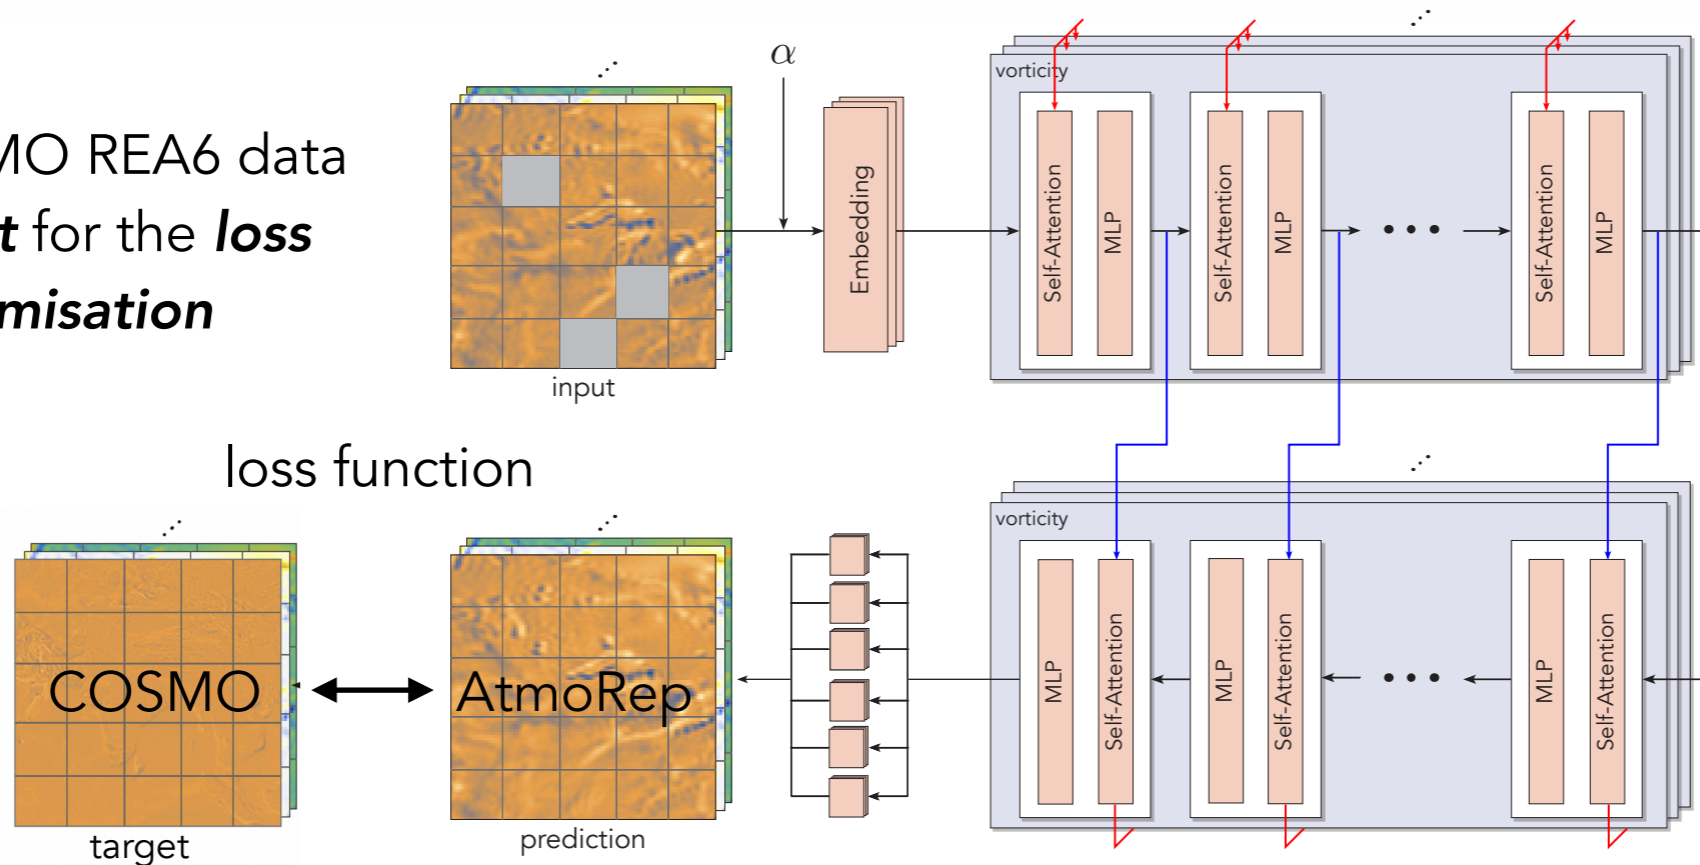 MO REA6 data
t for the loss
misation
α
input
Embedding
vorticity
Self-Attention
MLP
Self-Attention
MLP
Self-Attention
MLP
loss function
COSMO
target
AtmoRep
prediction
vorticity
MLP
Self-Attention
MLP
Self-Attention
MLP
Self-Attention